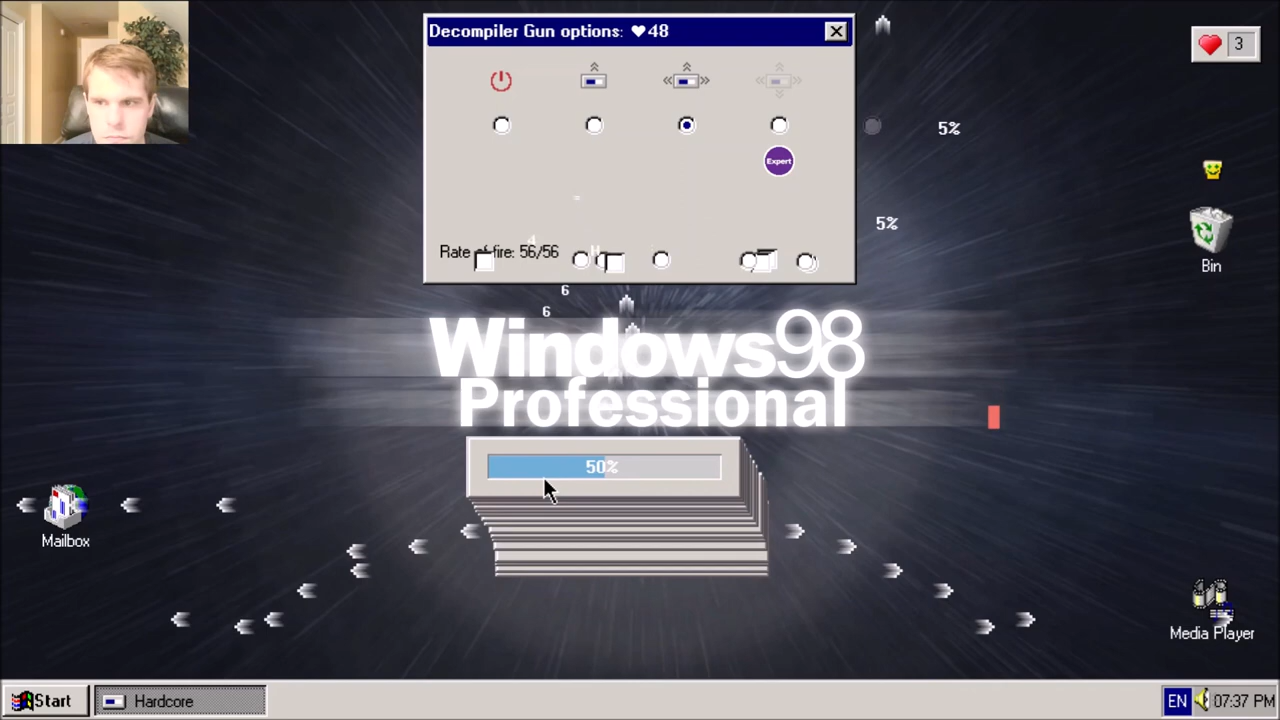 Decompiler Gun options: ♥48
3
5%
Expert
5%
Rate of fire: 56/56
6
6
Bin
Windows98
Professional
50%
Mailbox
Media Player
Start
Hardcore
EN
07:37 PM